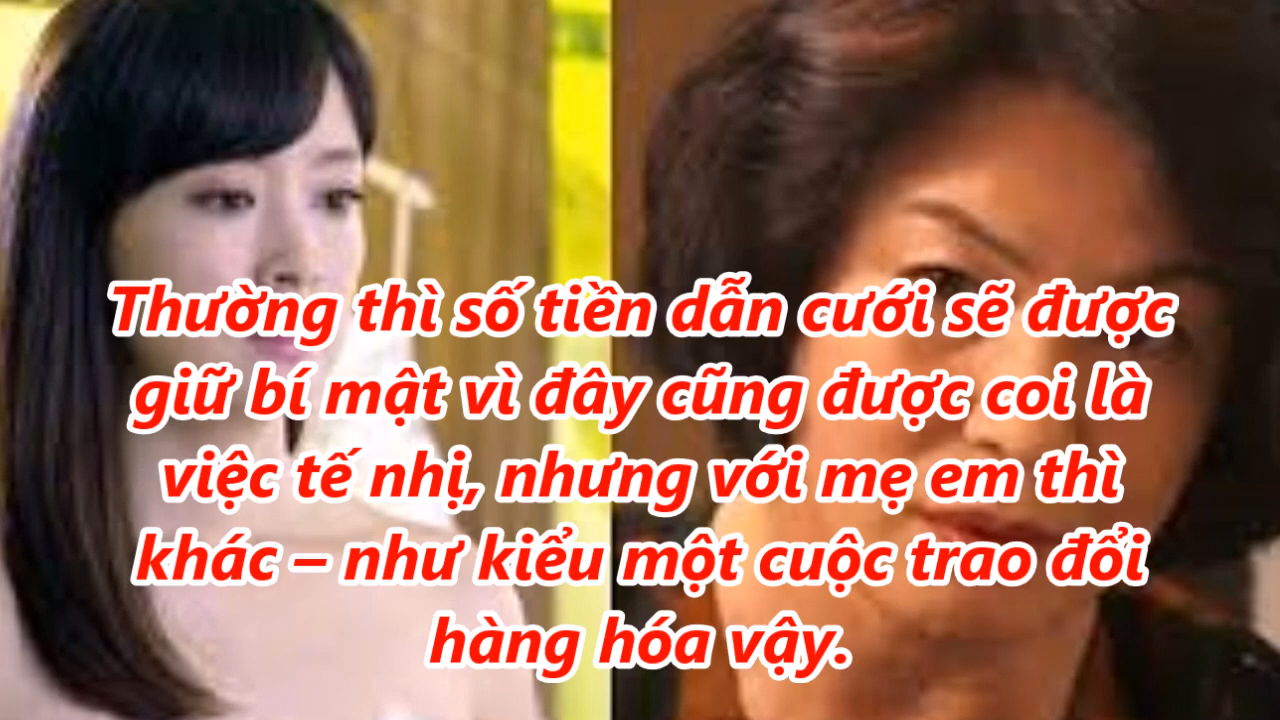 Thường thì số tiền dẫn cưới sẽ được
giữ bí mật vì đây cũng được coi là
việc tế nhị, nhưng với mẹ em thì
khác – như kiểu một cuộc trao đổi
hàng hóa vậy.